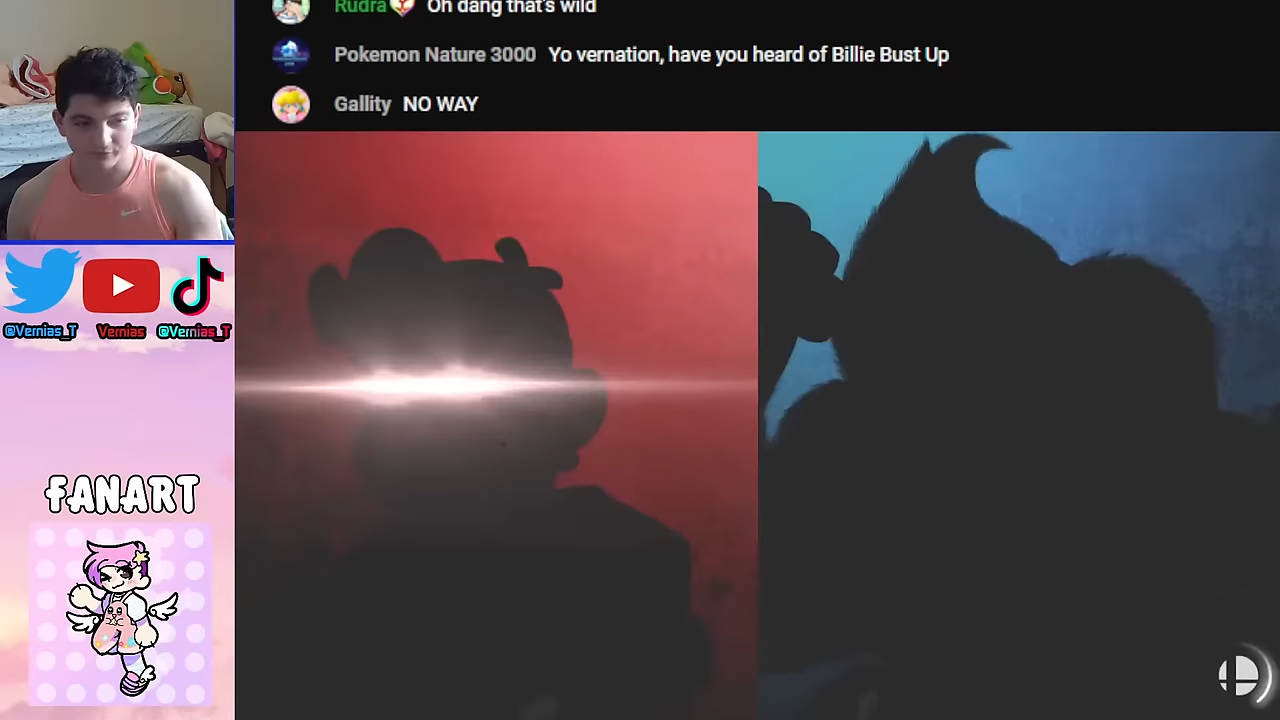 Rudra Oh dang that's wild
Pokemon Nature 3000 Yo vernation, have you heard of Billie Bust Up
Gallity NO WAY
@Vernias_T Vernias @Vernias_T
FANART